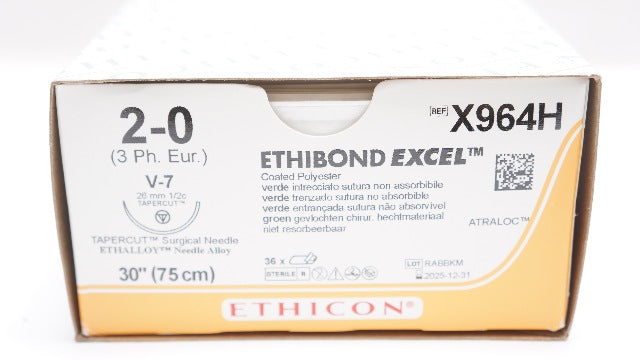 2-0
(3 Ph. Eur.)
V-7
26 mm 1/2c
TAPERCUT™
TAPERCUT™ Surgical Needle
ETHALLOY™ Needle Alloy
30" (75 cm)
REF X964H
ETHIBOND EXCEL™
Coated Polyester
verde intrecciato sutura non assorbibile
verde trenzado sutura no absorbible
verde entrançada sutura não absorvível
groen gevlochten chirur. hechtmateriaal
niet resorbeerbaar
ATRALOC™
36 x
STERILE R
LOT RABBKM
2025-12-31
ETHICON